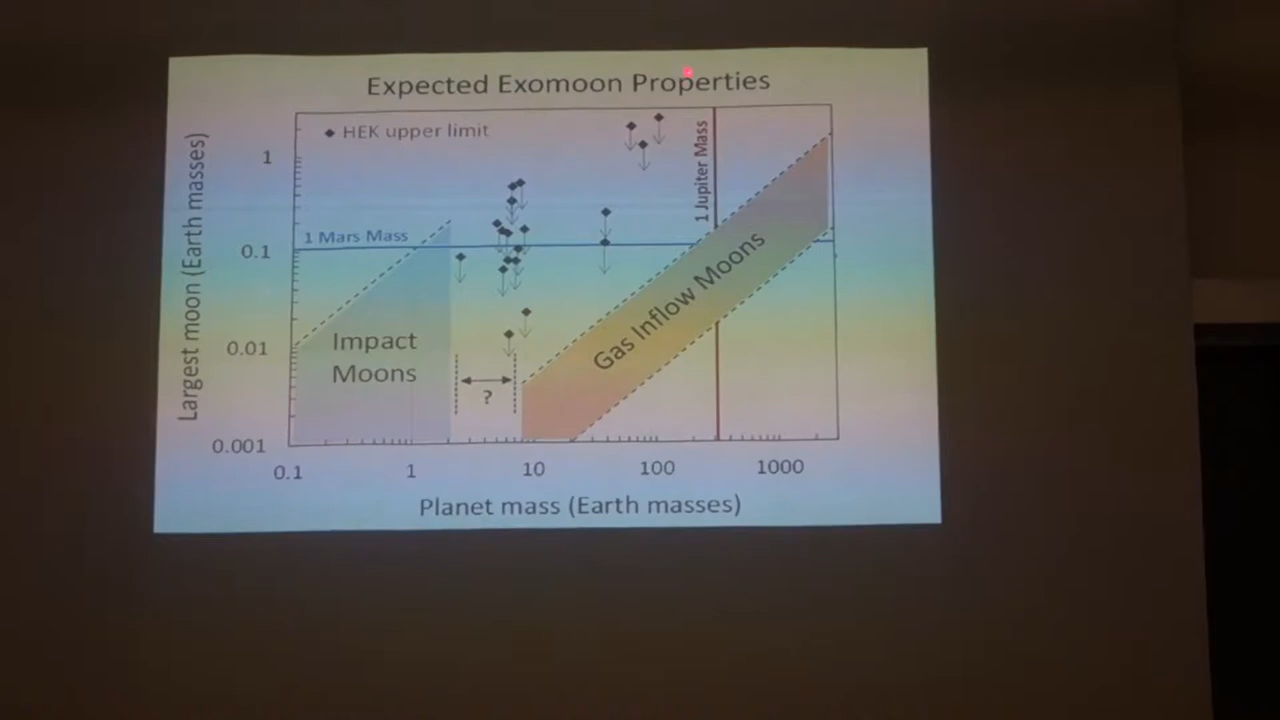 Expected Exomoon Properties
HEK upper limit
1 Jupiter Mass
1 Mars Mass
Impact
Moons
Gas Inflow Moons
?
Largest moon (Earth masses)
1
0.1
0.01
0.001
0.1
1
10
100
1000
Planet mass (Earth masses)